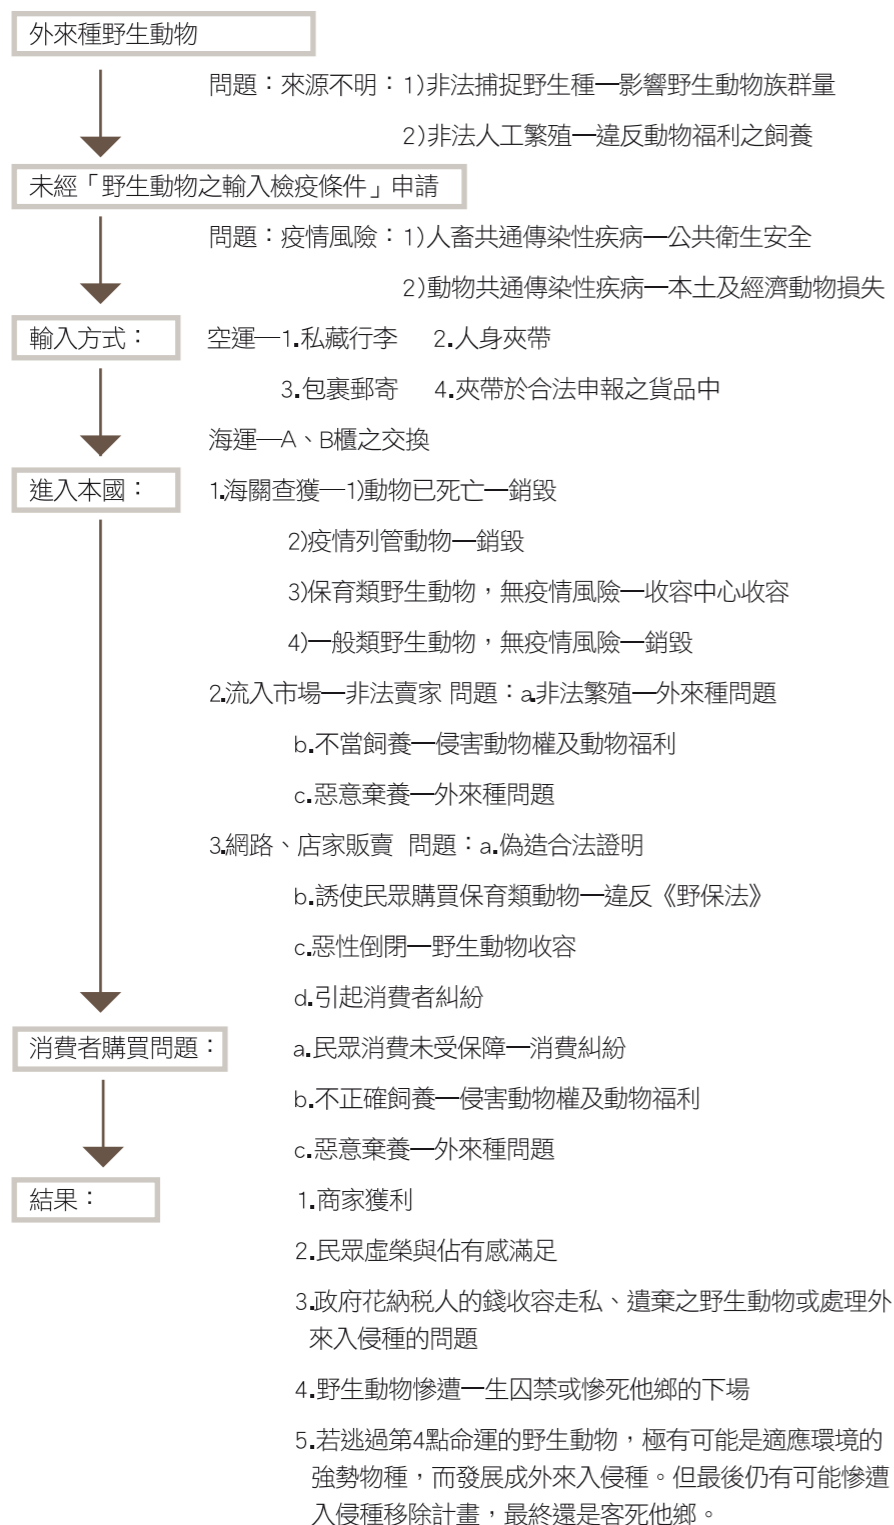 外來種野生動物
問題：來源不明：1)非法捕捉野生種—影響野生動物族群量
2)非法人工繁殖—違反動物福利之飼養
未經「野生動物之輸入檢疫條件」申請
問題：疫情風險：1)人畜共通傳染性疾病—公共衛生安全
2)動物共通傳染性疾病—本土及經濟動物損失
輸入方式： 空運—1.私藏行李 2.人身夾帶
3.包裹郵寄 4.夾帶於合法申報之貨品中
海運—A、B櫃之交換
進入本國： 1.海關查獲—1)動物已死亡—銷毀
2)疫情列管動物—銷毀
3)保育類野生動物，無疫情風險—收容中心收容
4)一般類野生動物，無疫情風險—銷毀
2.流入市場—非法賣家 問題：a.非法繁殖—外來種問題
b.不當飼養—侵害動物權及動物福利
c.惡意棄養—外來種問題
3.網路、店家販賣 問題：a.偽造合法證明
b.誘使民眾購買保育類動物—違反《野保法》
c.惡性倒閉—野生動物收容
d.引起消費者糾紛
消費者購買問題： a.民眾消費未受保障—消費糾紛
b.不正確飼養—侵害動物權及動物福利
c.惡意棄養—外來種問題
結果： 1.商家獲利
2.民眾虛榮與佔有感滿足
3.政府花納稅人的錢收容走私、遺棄之野生動物或處理外
來入侵種的問題
4.野生動物慘遭一生囚禁或慘死他鄉的下場
5.若逃過第4點命運的野生動物，極有可能是適應環境的
強勢物種，而發展成外來入侵種。但最後仍有可能慘遭
入侵種移除計畫，最終還是客死他鄉。